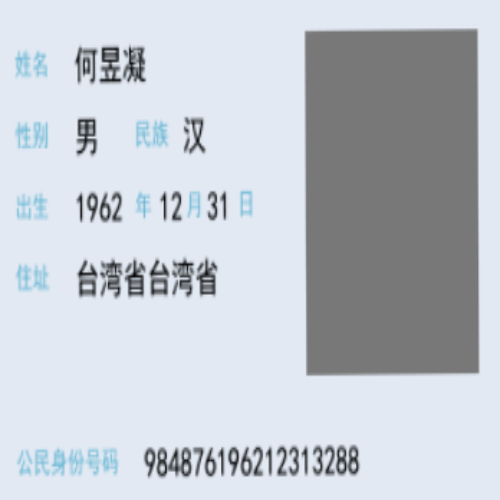 姓名 何昱凝
性别 男 民族 汉
出生 1962 年 12 月 31 日
住址 台湾省台湾省
公民身份号码 984876196212313288